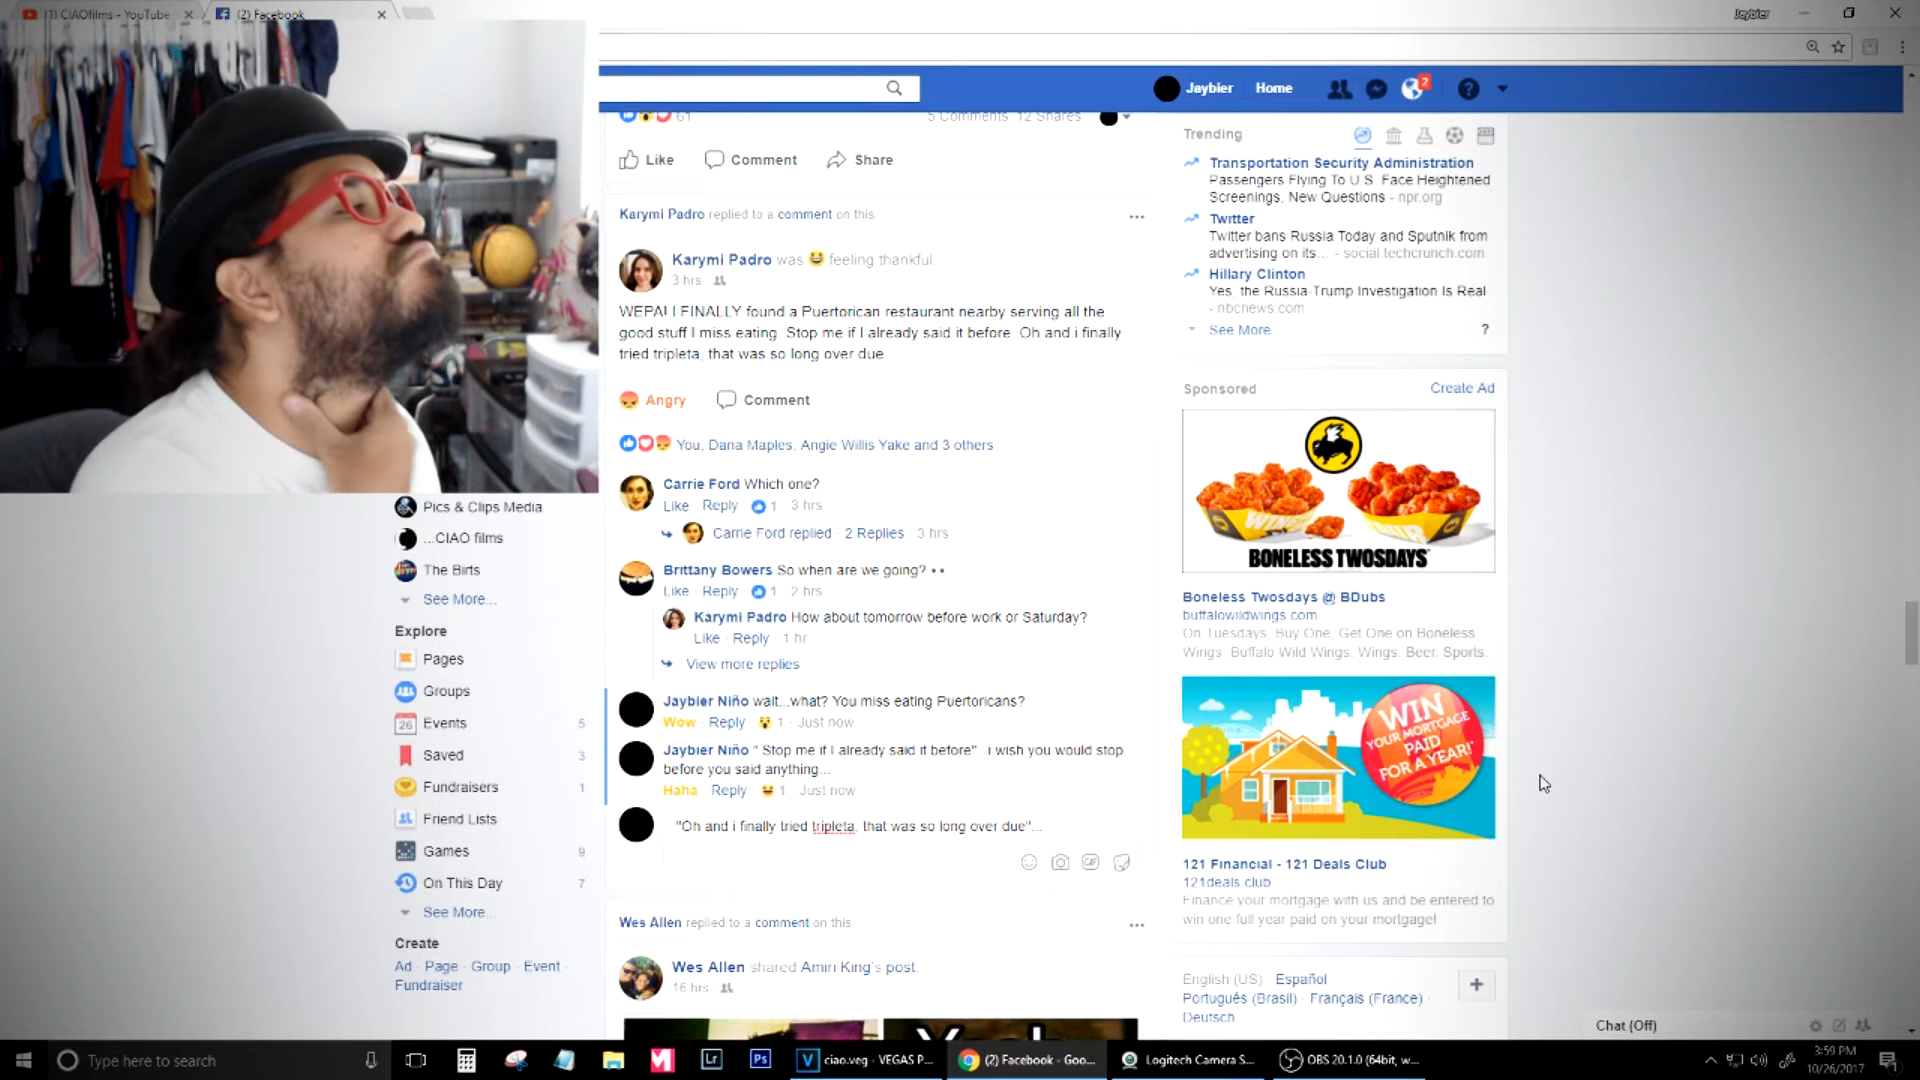 (1) CIAOfilms - YouTube
(2) Facebook
Jaybier
Jaybier
Home
2
61
5 Comments 12 Shares
Like
Comment
Share
Karymi Padro replied to a comment on this.
Karymi Padro was feeling thankful
3 hrs
WEPA! I FINALLY found a Puertorican restaurant nearby serving all the
good stuff I miss eating Stop me if I already said it before Oh and i finally
tried tripleta, that was so long over due
Angry
Comment
You, Dana Maples, Angie Willis Yake and 3 others
Carrie Ford Which one?
Like · Reply · 1 · 3 hrs
Carrie Ford replied · 2 Replies · 3 hrs
Brittany Bowers So when are we going? ••
Like · Reply · 1 · 2 hrs
Karymi Padro How about tomorrow before work or Saturday?
Like · Reply · 1 hr
View more replies
Jaybier Niño wait...what? You miss eating Puertoricans?
Wow · Reply · 1 · Just now
Jaybier Niño " Stop me if I already said it before" i wish you would stop
before you said anything...
Haha · Reply · 1 · Just now
"Oh and i finally tried tripleta, that was so long over due"...
GIF
Wes Allen replied to a comment on this.
Wes Allen shared Amiri King's post.
16 hrs
Pics & Clips Media
...CIAO films
The Birts
See More...
Explore
Pages
Groups
26 Events 5
Saved 3
Fundraisers 1
Friend Lists
Games 9
On This Day 7
See More...
Create
Ad · Page · Group · Event ·
Fundraiser
Trending
Transportation Security Administration
Passengers Flying To U.S. Face Heightened
Screenings, New Questions - npr.org
Twitter
Twitter bans Russia Today and Sputnik from
advertising on its... - social.techcrunch.com
Hillary Clinton
Yes, the Russia-Trump Investigation Is Real
- nbcnews.com
See More
?
Sponsored
Create Ad
BONELESS TWOSDAYS
Boneless Twosdays @ BDubs
buffalowildwings.com
On Tuesdays, Buy One, Get One on Boneless
Wings. Buffalo Wild Wings. Wings. Beer. Sports.
WIN
YOUR MORTGAGE
PAID
FOR A YEAR!*
121 Financial - 121 Deals Club
121deals.club
Finance your mortgage with us and be entered to
win one full year paid on your mortgage!
English (US) · Español ·
Português (Brasil) · Français (France) ·
Deutsch
Chat (Off)
Type here to search
Lr
Ps
ciao.veg - VEGAS P...
(2) Facebook - Goo...
Logitech Camera S...
OBS 20.1.0 (64bit, w...
3:59 PM
10/26/2017